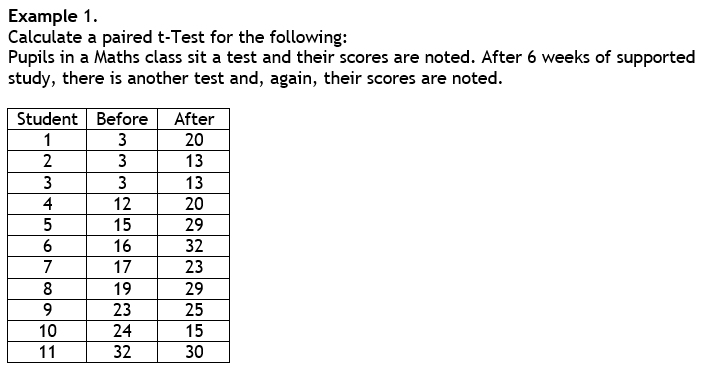 Example 1.
Calculate a paired t-Test for the following:
Pupils in a Maths class sit a test and their scores are noted. After 6 weeks of supported
study, there is another test and, again, their scores are noted.
Student Before After
1 3 20
2 3 13
3 3 13
4 12 20
5 15 29
6 16 32
7 17 23
8 19 29
9 23 25
10 24 15
11 32 30